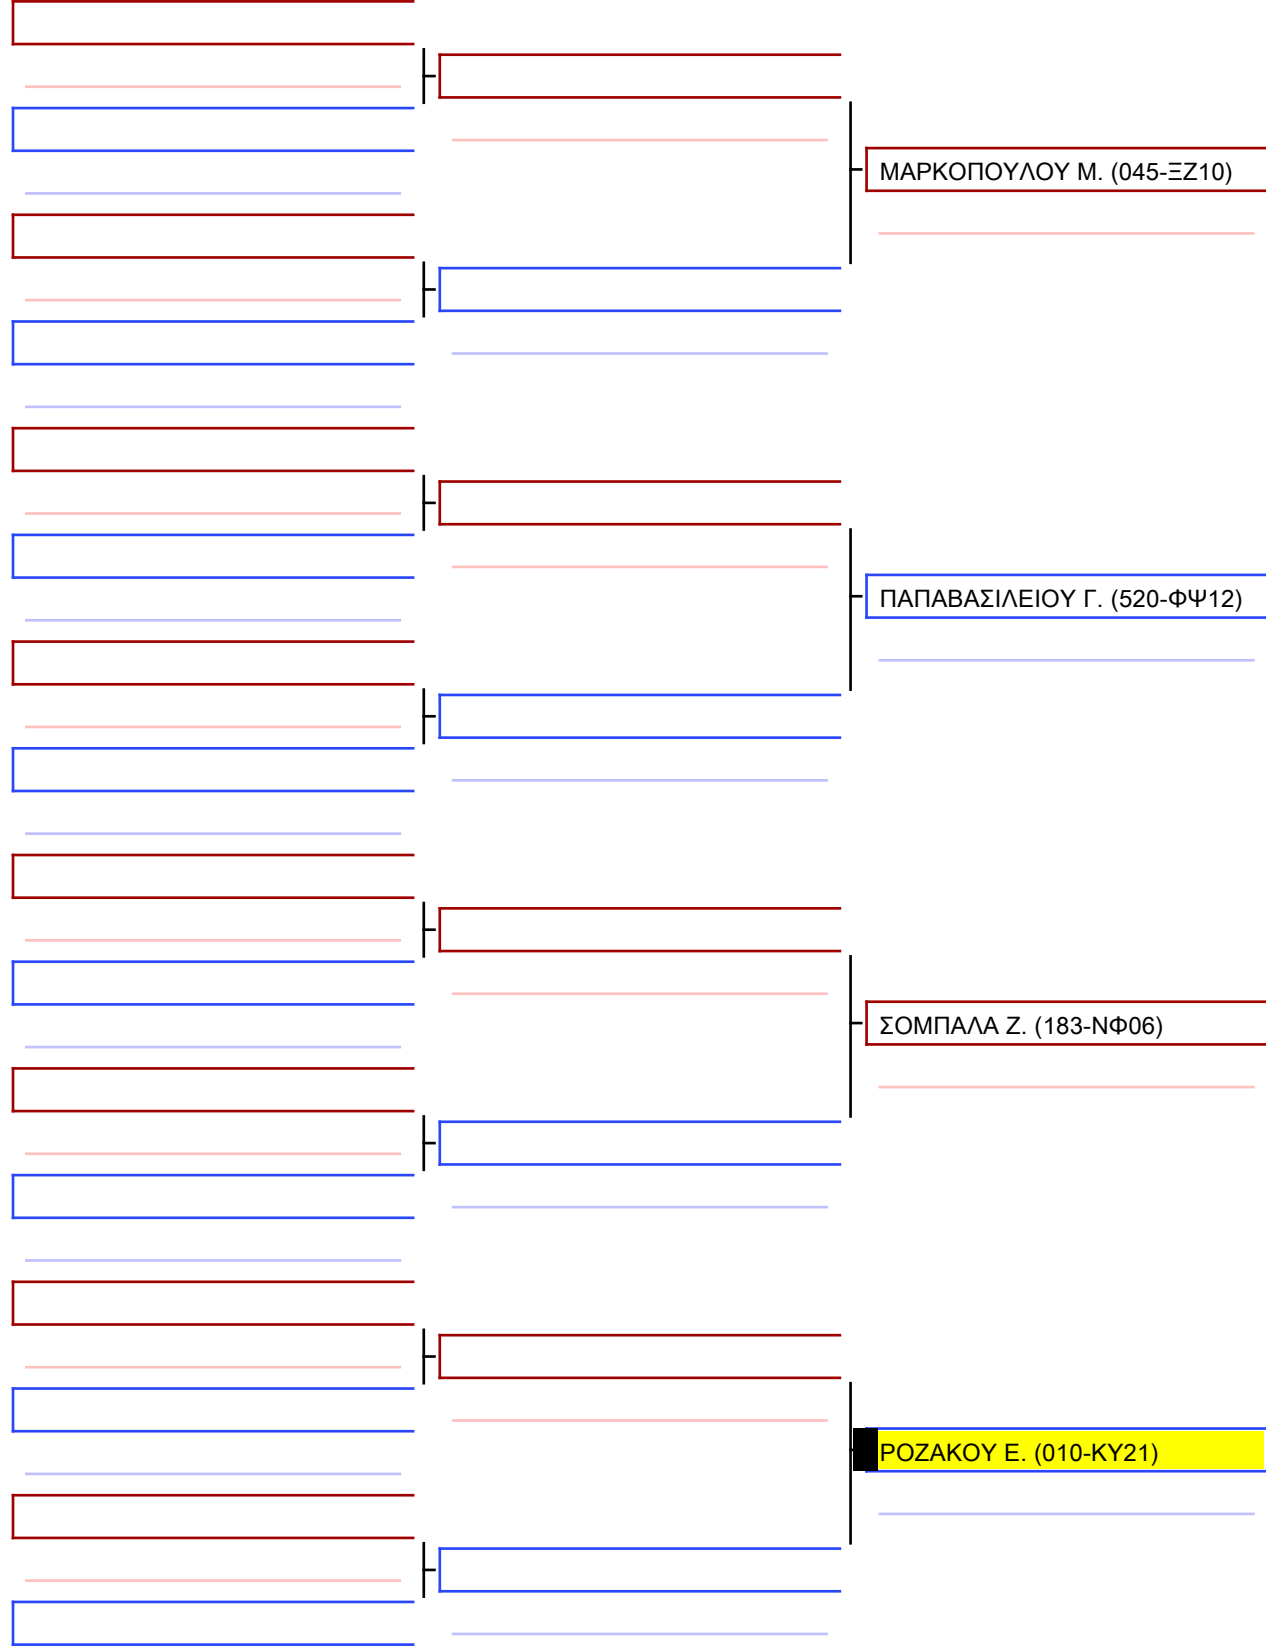 ΜΑΡΚΟΠΟΥΛΟΥ Μ. (045-ΞΖ10)
ΠΑΠΑΒΑΣΙΛΕΙΟΥ Γ. (520-ΦΨ12)
ΣΟΜΠΑΛΑ Ζ. (183-ΝΦ06)
ΡΟΖΑΚΟΥ Ε. (010-ΚΥ21)